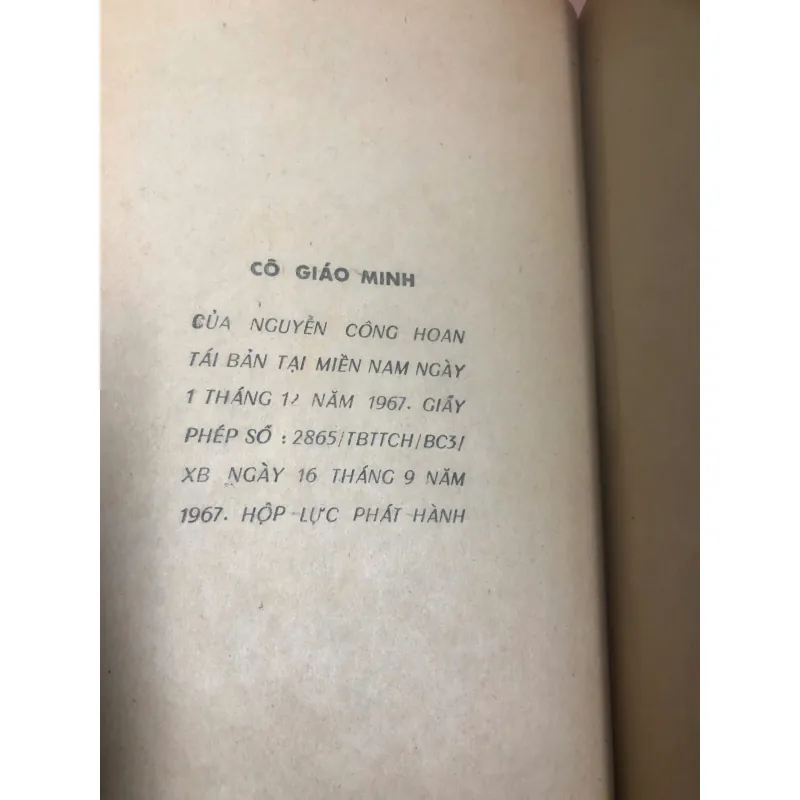 CÔ GIÁO MINH
CỦA NGUYỄN CÔNG HOAN
TÁI BẢN TẠI MIỀN NAM NGÀY
1 THÁNG 12 NĂM 1967. GIẤY
PHÉP SỐ : 2865/TBTTCH/BC3/
XB NGÀY 16 THÁNG 9 NĂM
1967. HỘP LỰC PHÁT HÀNH